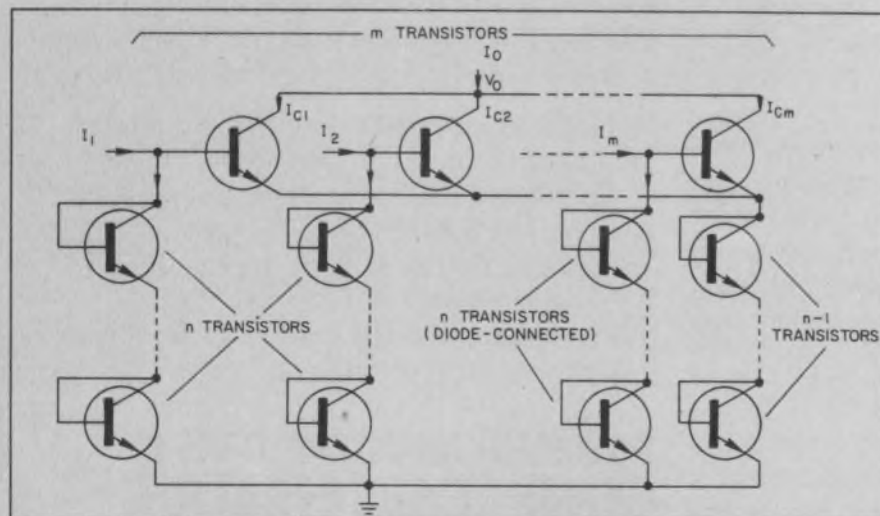 m TRANSISTORS
I0
V0
IC1
IC2
ICm
I1
I2
Im
n TRANSISTORS
n TRANSISTORS
(DIODE-CONNECTED)
n-1
TRANSISTORS